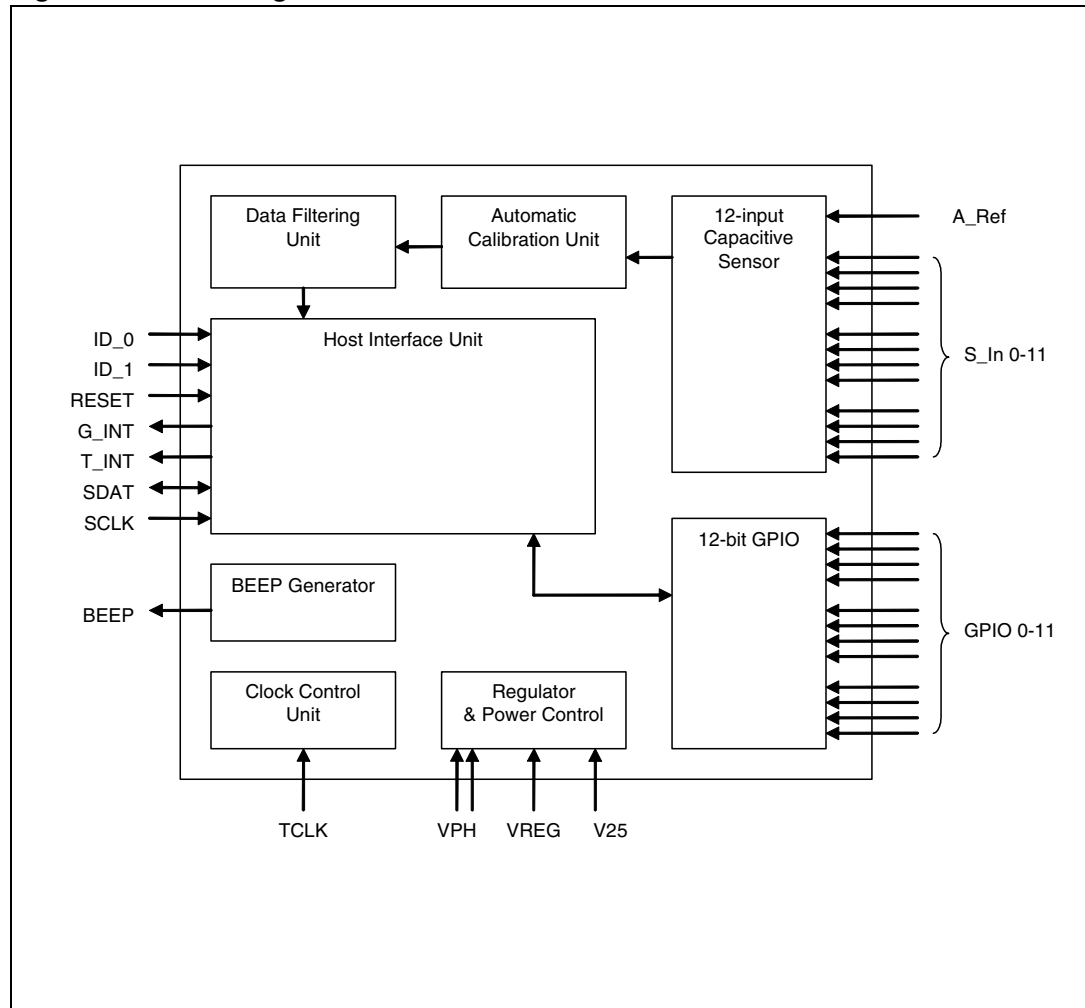 Data Filtering
Unit
Automatic
Calibration Unit
12-input
Capacitive
Sensor
A_Ref
Host Interface Unit
ID_0
ID_1
RESET
G_INT
T_INT
SDAT
SCLK
S_In 0-11
12-bit GPIO
BEEP Generator
BEEP
GPIO 0-11
Clock Control
Unit
Regulator
& Power Control
TCLK
VPH
VREG
V25